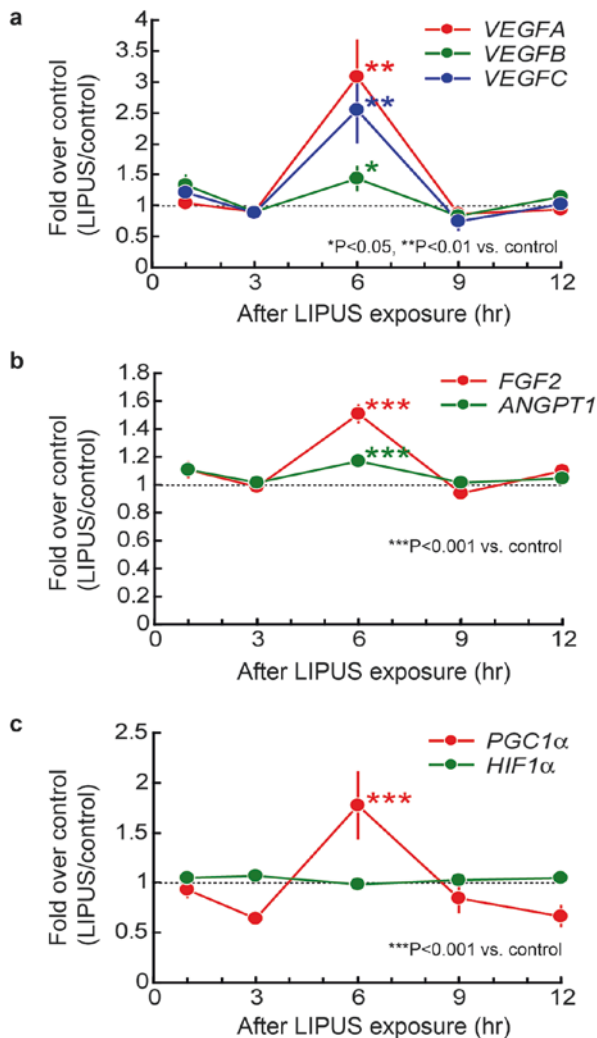 a
VEGFA
VEGFB
VEGFC
4
3.5
3
2.5
2
1.5
1
0.5
0
**
**
*
*P<0.05, **P<0.01 vs. control
0 3 6 9 12
After LIPUS exposure (hr)
Fold over control
(LIPUS/control)
b
FGF2
ANGPT1
1.8
1.6
1.4
1.2
1
0.8
0.6
0.4
0.2
0
***
***
***P<0.001 vs. control
0 3 6 9 12
After LIPUS exposure (hr)
Fold over control
(LIPUS/control)
c
PGC1α
HIF1α
2.5
2
1.5
1
0.5
0
***
***P<0.001 vs. control
0 3 6 9 12
After LIPUS exposure (hr)
Fold over control
(LIPUS/control)